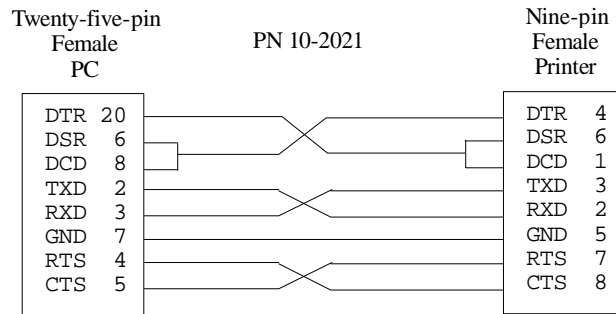 Twenty-five-pin
Female
PC
PN 10-2021
Nine-pin
Female
Printer
DTR 20
DSR 6
DCD 8
TXD 2
RXD 3
GND 7
RTS 4
CTS 5
DTR 4
DSR 6
DCD 1
TXD 3
RXD 2
GND 5
RTS 7
CTS 8